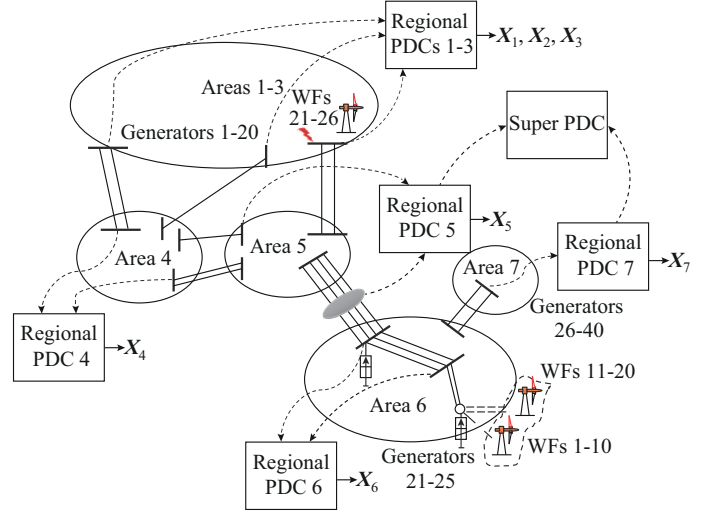 Regional
PDCs 1-3
X1, X2, X3
Areas 1-3
WFs
21-26
Generators 1-20
Super PDC
Regional
PDC 5
X5
Regional
PDC 7
X7
Area 4
Area 5
Area 7
Generators
26-40
Regional
PDC 4
X4
Area 6
WFs 11-20
WFs 1-10
Generators
21-25
Regional
PDC 6
X6